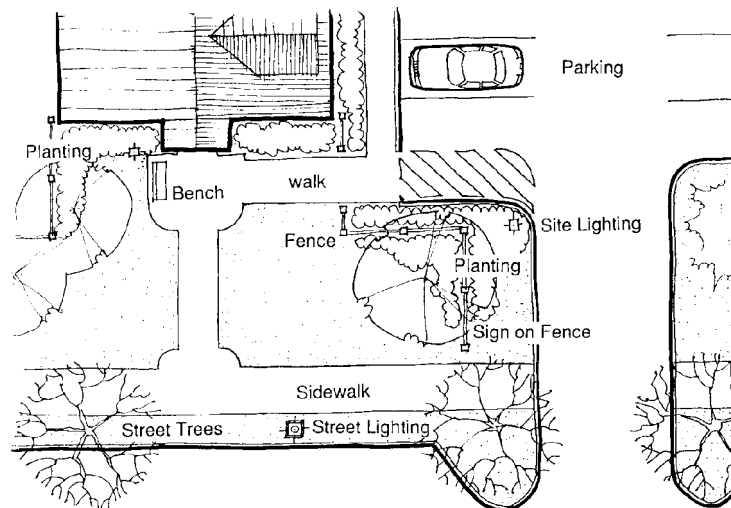 Parking
Planting
Bench
walk
Fence
Site Lighting
Planting
Sign on Fence
Sidewalk
Street Trees
Street Lighting